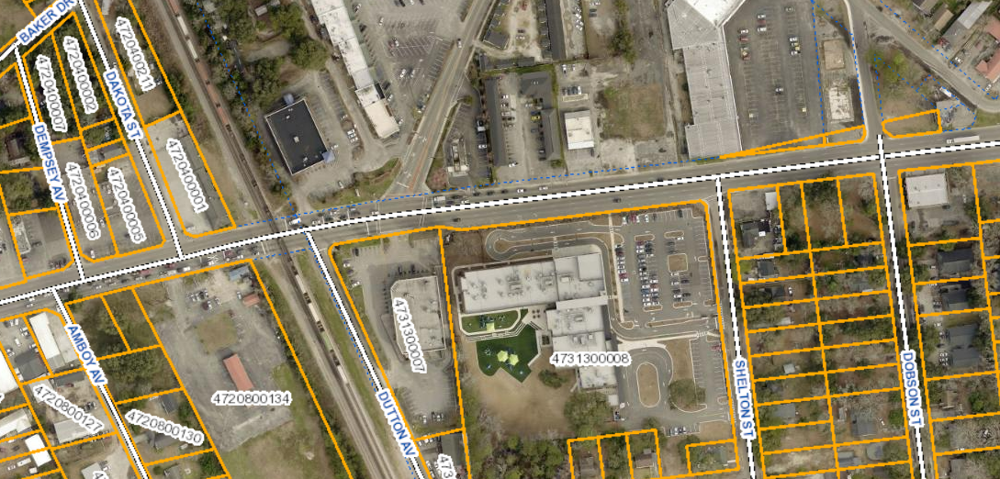 BAKER DR
4720400211
4720400002
4720400007
DAKOTA ST
DEMPSEY AV
4720400001
4720400006
4720400005
4731300007
4731300008
4720800134
AMBOY AV
4720800127
4720800130
DUTTON AV
SHELTON ST
DOBSON ST
473